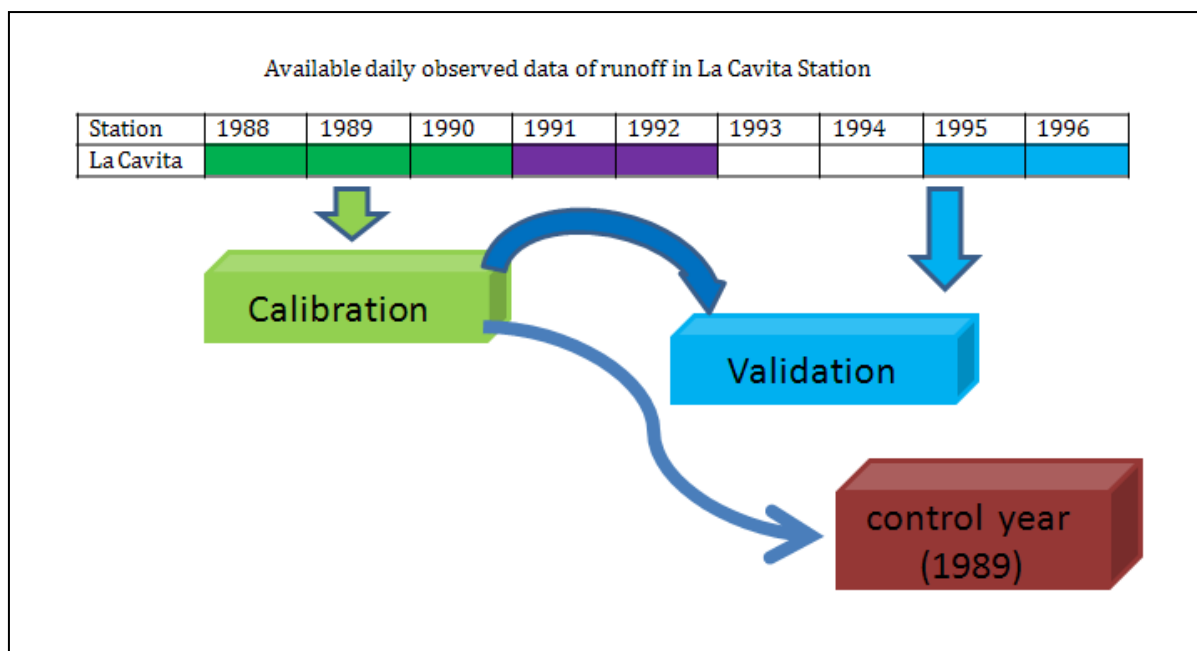 Available daily observed data of runoff in La Cavita Station
Station 1988 1989 1990 1991 1992 1993 1994 1995 1996
La Cavita
Calibration
Validation
control year
(1989)